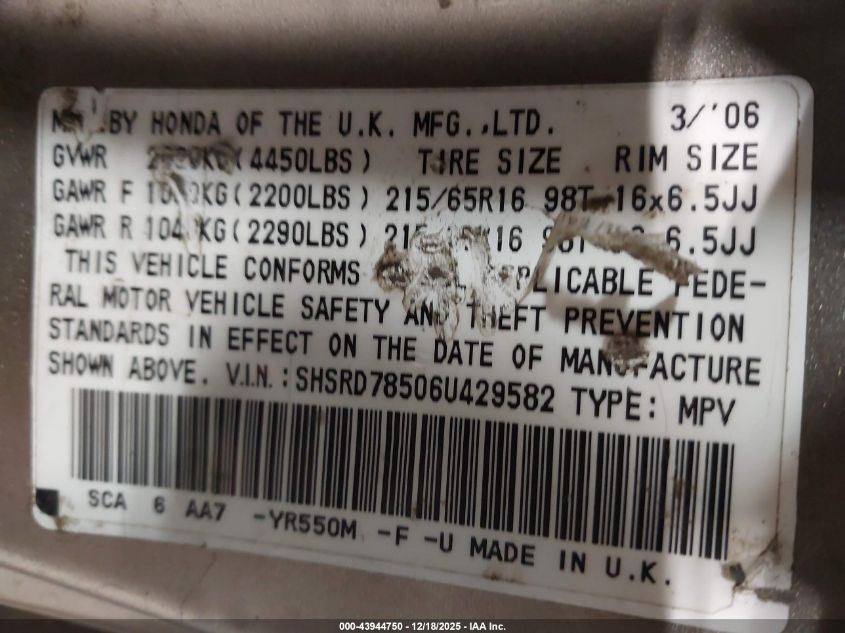 BY HONDA OF THE U.K. MFG.,LTD. 3/'06
GVWR (4450LBS) TIRE SIZE RIM SIZE
GAWR F (2200LBS) 215/65R16 98T 16x6.5JJ
GAWR R (2290LBS) 6.5JJ
THIS VEHICLE CONFORMS FEDE-
RAL MOTOR VEHICLE SAFETY AND THEFT PREVENTION
STANDARDS IN EFFECT ON THE DATE OF MANUFACTURE
SHOWN ABOVE. V.I.N.:SHSRD78506U429582 TYPE: MPV
SCA 6 AA7 -YR550M -F -U MADE IN U.K.
000-43944750 - 12/18/2025 - IAA Inc.